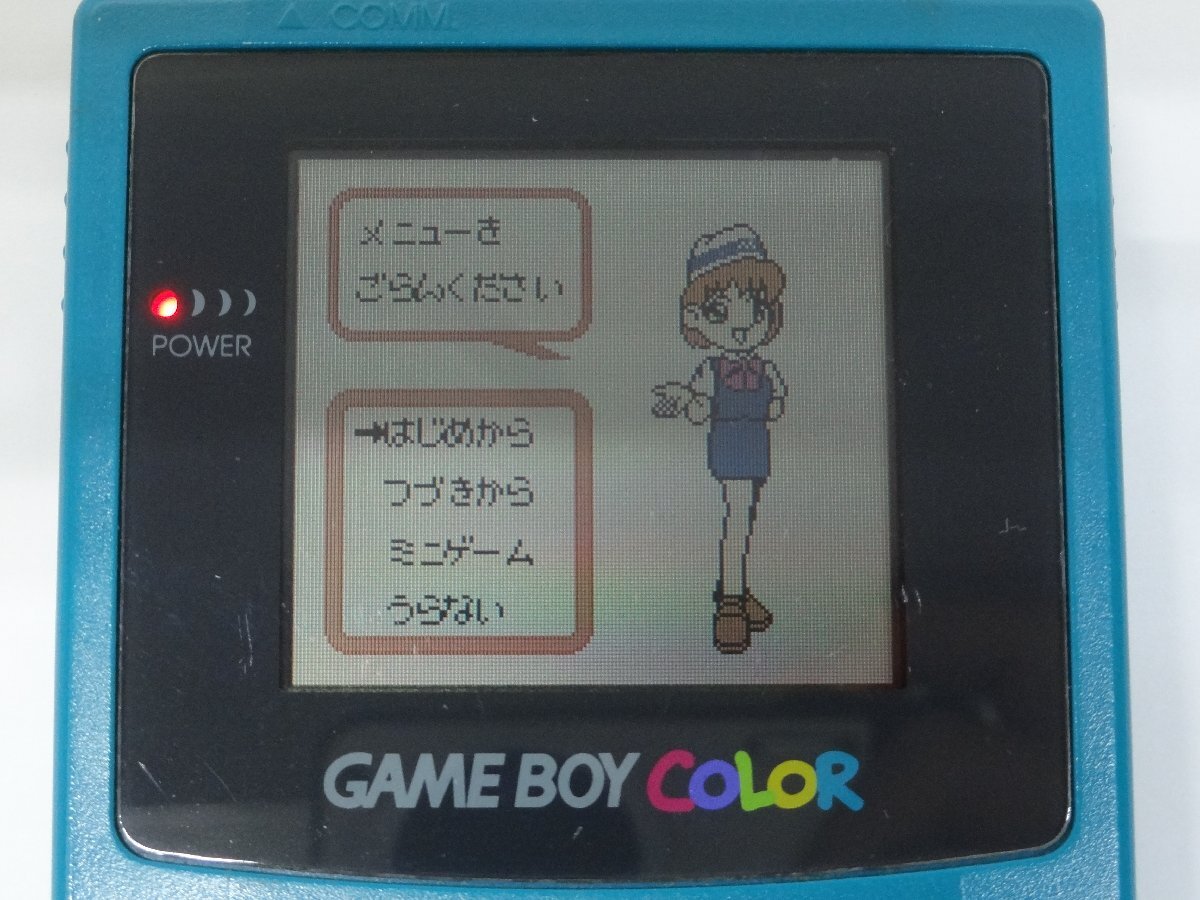 COMM.
メニューを
ごらんください
POWER
➔はじめから
つづきから
ミニゲーム
うらない
GAME BOY COLOR